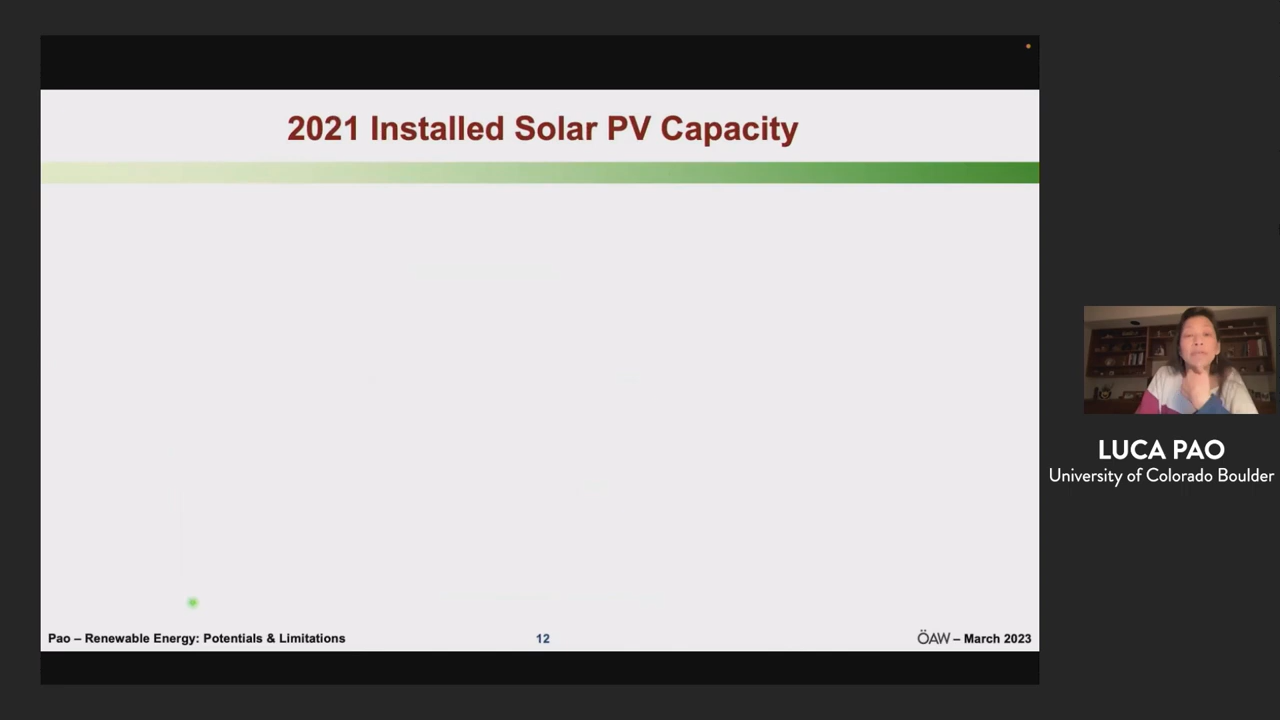 2021 Installed Solar PV Capacity
LUCA PAO
University of Colorado Boulder
Pao – Renewable Energy: Potentials & Limitations
12
ÖAW – March 2023